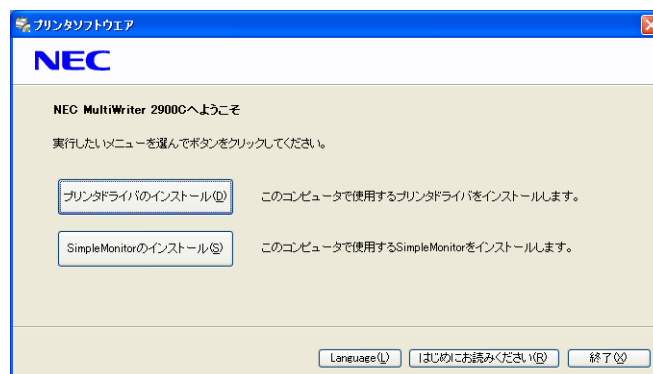 プリンタソフトウエア
NEC
NEC MultiWriter 2900Cへようこそ
実行したいメニューを選んでボタンをクリックしてください。
プリンタドライバのインストール(D) このコンピュータで使用するプリンタドライバをインストールします。
SimpleMonitorのインストール(S) このコンピュータで使用するSimpleMonitorをインストールします。
Language(L) はじめにお読みください(R) 終了(X)